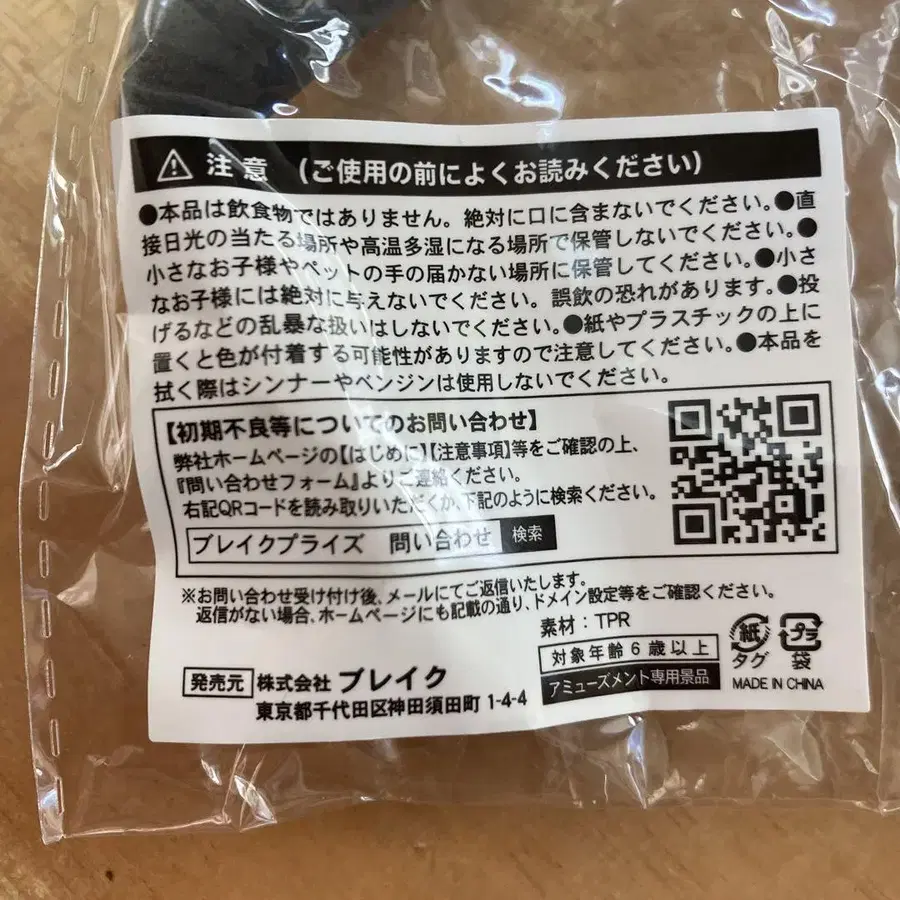 ⚠ 注意 (ご使用の前によくお読みください)
●本品は飲食物ではありません。絶対に口に含まないでください。●直
接日光の当たる場所や高温多湿になる場所で保管しないでください。●
小さなお子様やペットの手の届かない場所に保管してください。●小さ
なお子様には絶対に与えないでください。誤飲の恐れがあります。●投
げるなどの乱暴な扱いはしないでください。●紙やプラスチックの上に
置くと色が付着する可能性がありますので注意してください。●本品を
拭く際はシンナーやベンジンは使用しないでください。
【初期不良等についてのお問い合わせ】
弊社ホームページの【はじめに】【注意事項】等をご確認の上、
『問い合わせフォーム』よりご連絡ください。
右記QRコードを読み取りいただくか、下記のように検索ください。
ブレイクプライズ 問い合わせ 検索
※お問い合わせ受け付け後、メールにてご返信いたします。
返信がない場合、ホームページにも記載の通り、ドメイン設定等をご確認ください。
素材:TPR
対象年齢6歳以上
アミューズメント専用景品
紙
タグ
プラ
袋
MADE IN CHINA
発売元 株式会社 ブレイク
東京都千代田区神田須田町 1-4-4